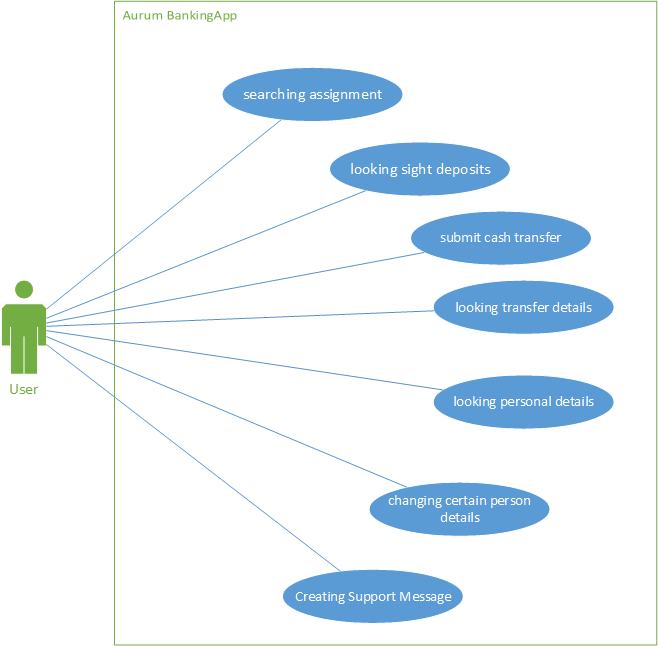 Aurum BankingApp
searching assignment
looking sight deposits
submit cash transfer
looking transfer details
User
looking personal details
changing certain person
details
Creating Support Message